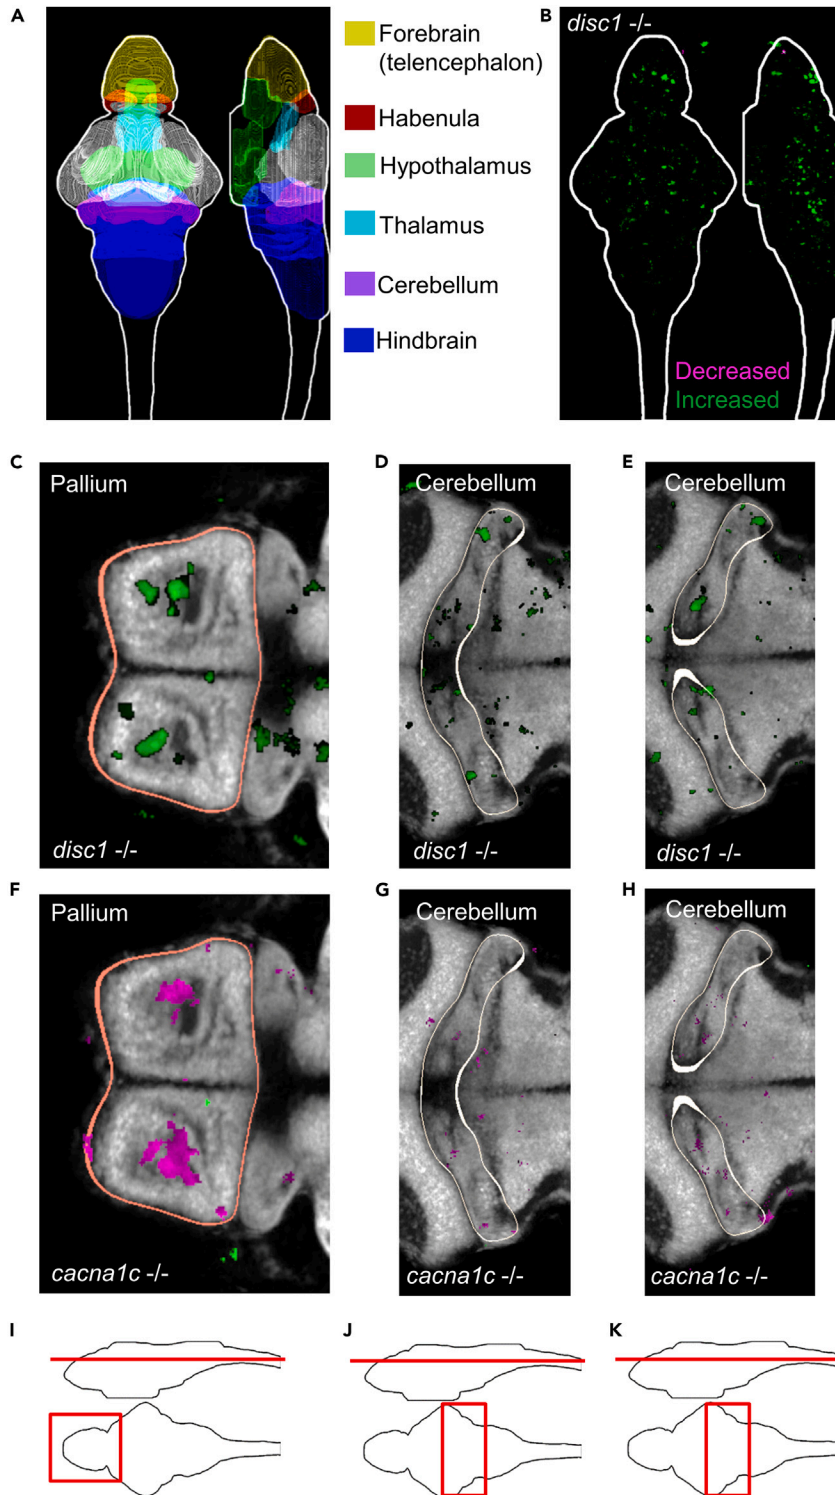 A
Forebrain
(telencephalon)
Habenula
Hypothalamus
Thalamus
Cerebellum
Hindbrain
B
disc1 -/-
Decreased
Increased
C
Pallium
disc1 -/-
D
Cerebellum
disc1 -/-
E
Cerebellum
disc1 -/-
F
Pallium
cacna1c -/-
G
Cerebellum
cacna1c -/-
H
Cerebellum
cacna1c -/-
I
J
K